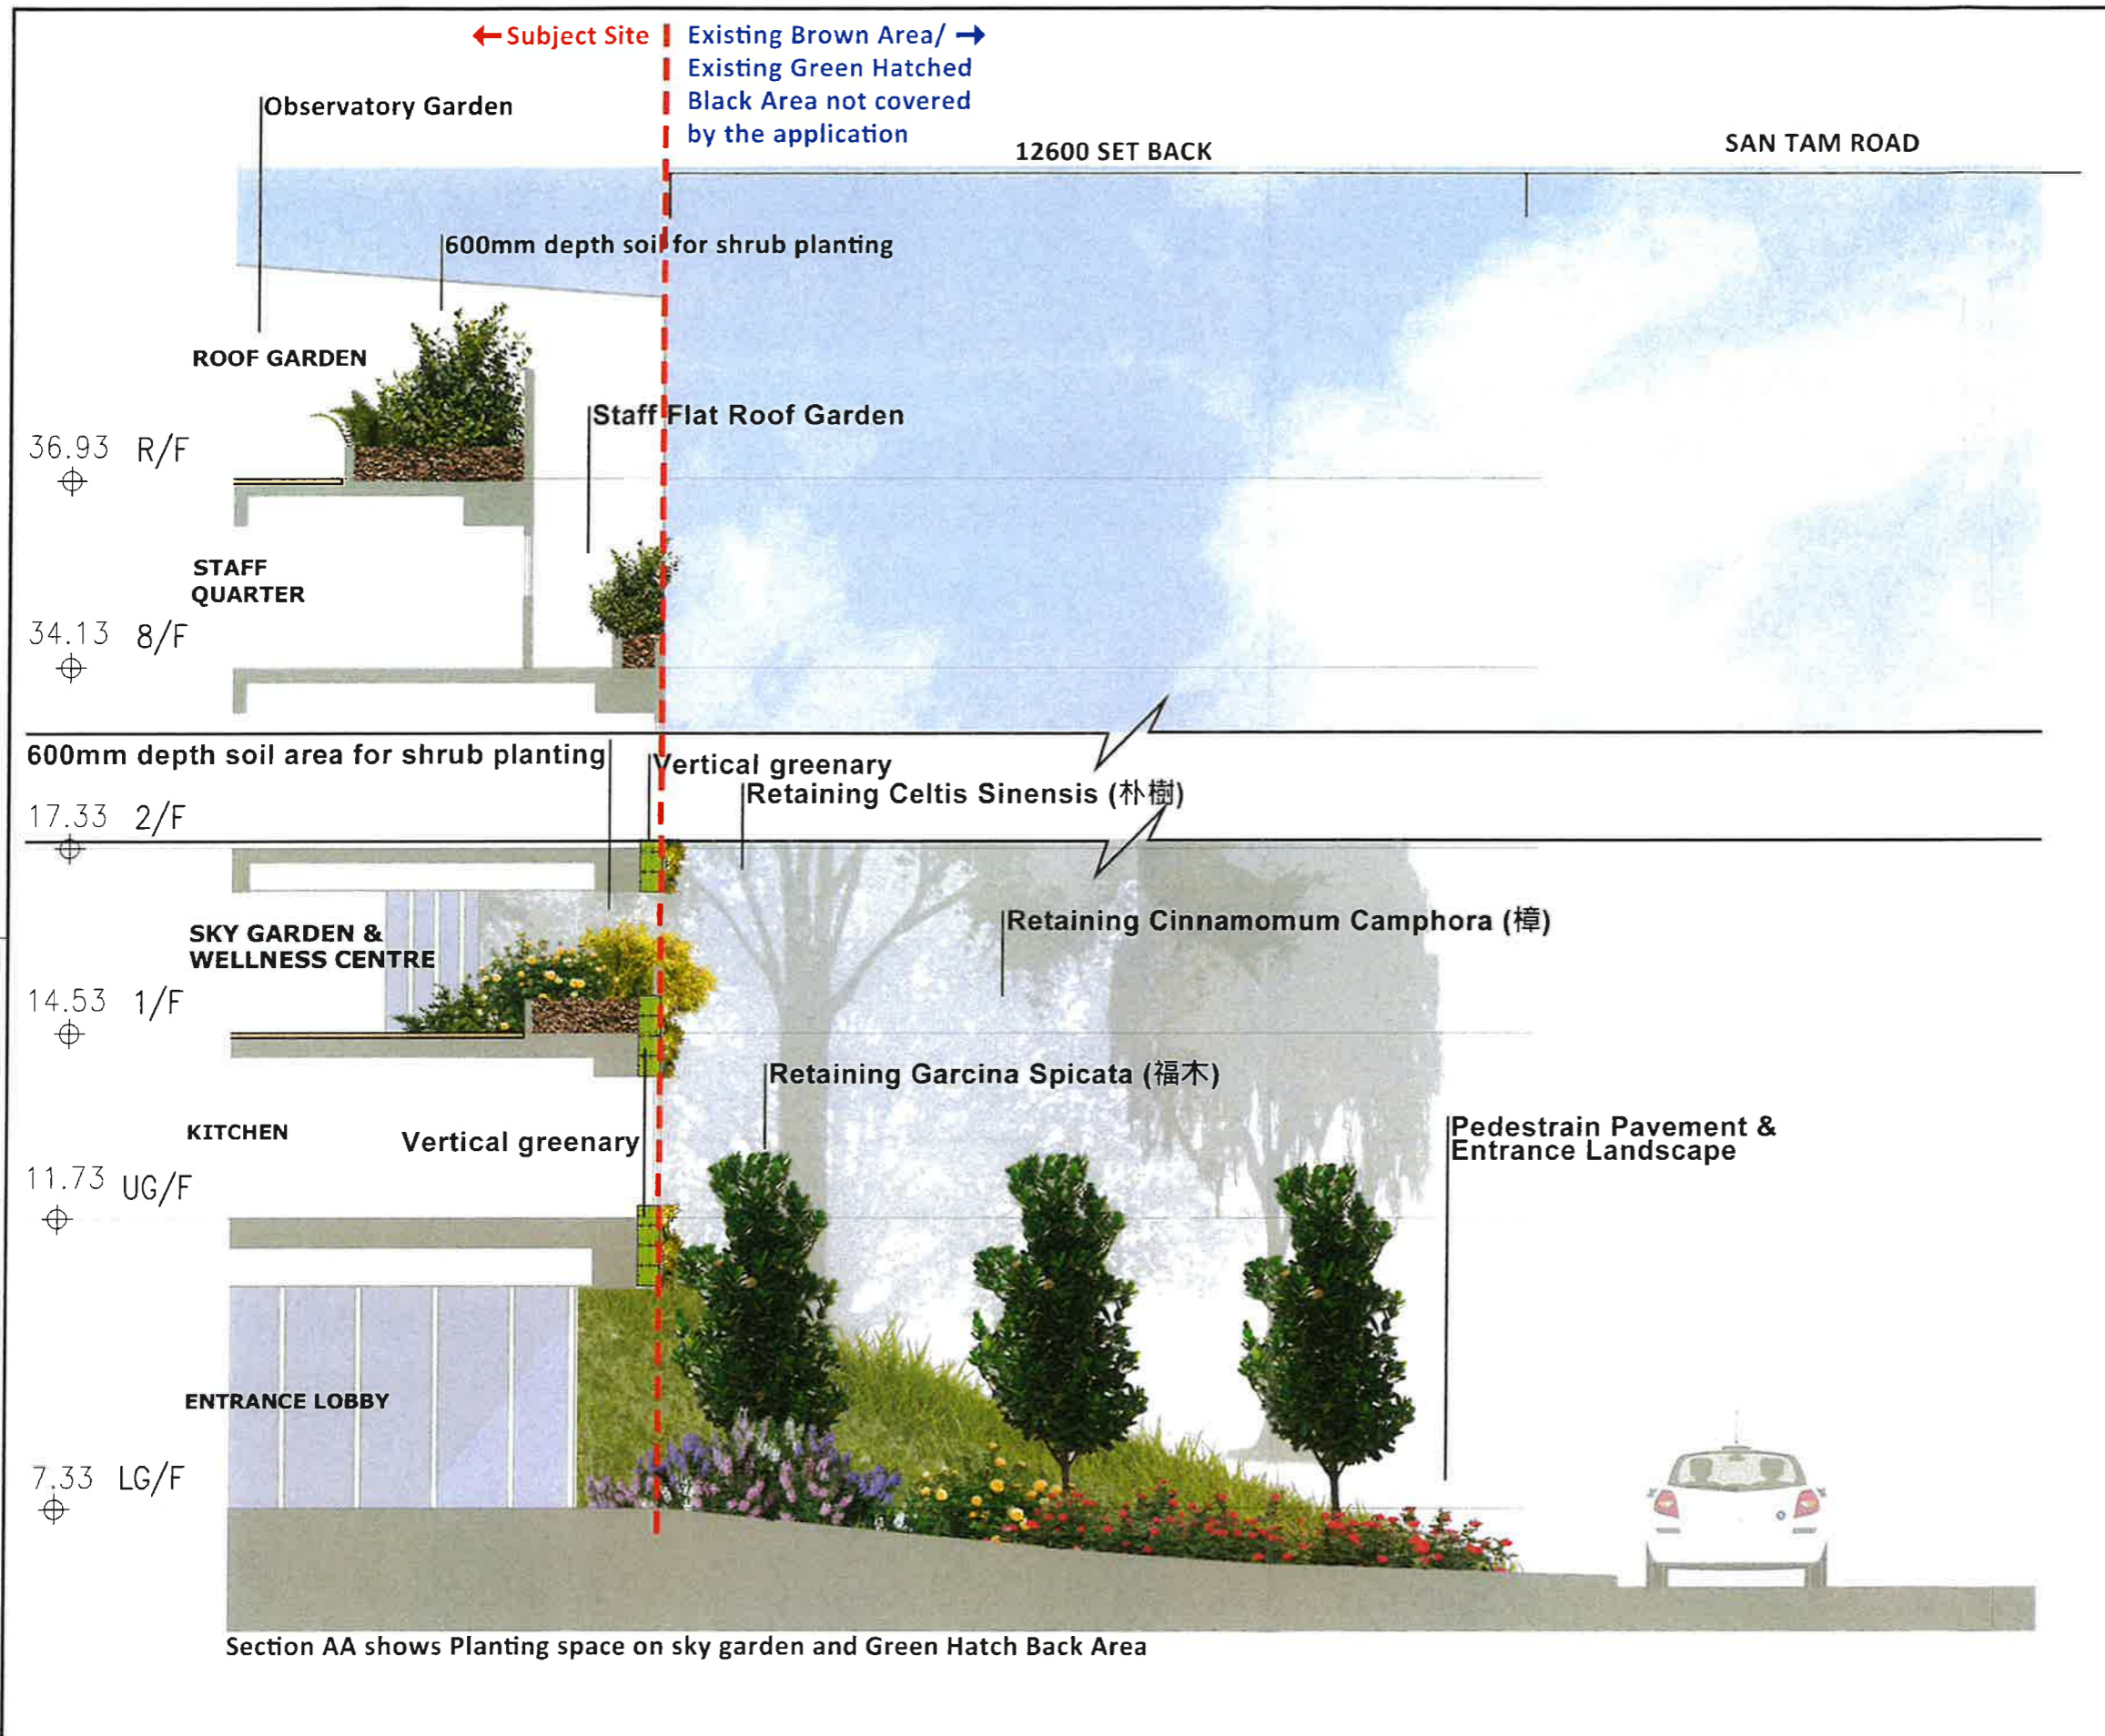 ← Subject Site
Existing Brown Area/ →
Existing Green Hatched
Black Area not covered
by the application
Observatory Garden
12600 SET BACK
SAN TAM ROAD
600mm depth soil for shrub planting
ROOF GARDEN
Staff Flat Roof Garden
36.93 R/F
STAFF
QUARTER
34.13 8/F
600mm depth soil area for shrub planting
Vertical greenary
Retaining Celtis Sinensis (朴樹)
17.33 2/F
SKY GARDEN &
WELLNESS CENTRE
Retaining Cinnamomum Camphora (樟)
14.53 1/F
Retaining Garcina Spicata (福木)
KITCHEN
Vertical greenary
Pedestrain Pavement &
Entrance Landscape
11.73 UG/F
ENTRANCE LOBBY
7.33 LG/F
Section AA shows Planting space on sky garden and Green Hatch Back Area